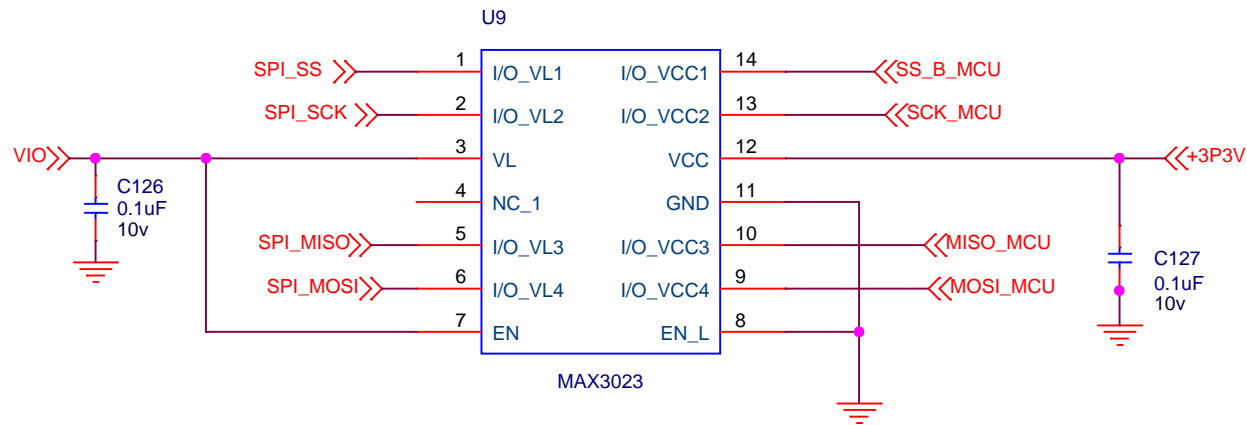 U9
SPI_SS 1 I/O_VL1 I/O_VCC1 14 SS_B_MCU
SPI_SCK 2 I/O_VL2 I/O_VCC2 13 SCK_MCU
VIO 3 VL VCC 12 +3P3V
C126
0.1uF
10v
4 NC_1 GND 11
SPI_MISO 5 I/O_VL3 I/O_VCC3 10 MISO_MCU
C127
0.1uF
10v
SPI_MOSI 6 I/O_VL4 I/O_VCC4 9 MOSI_MCU
7 EN EN_L 8
MAX3023